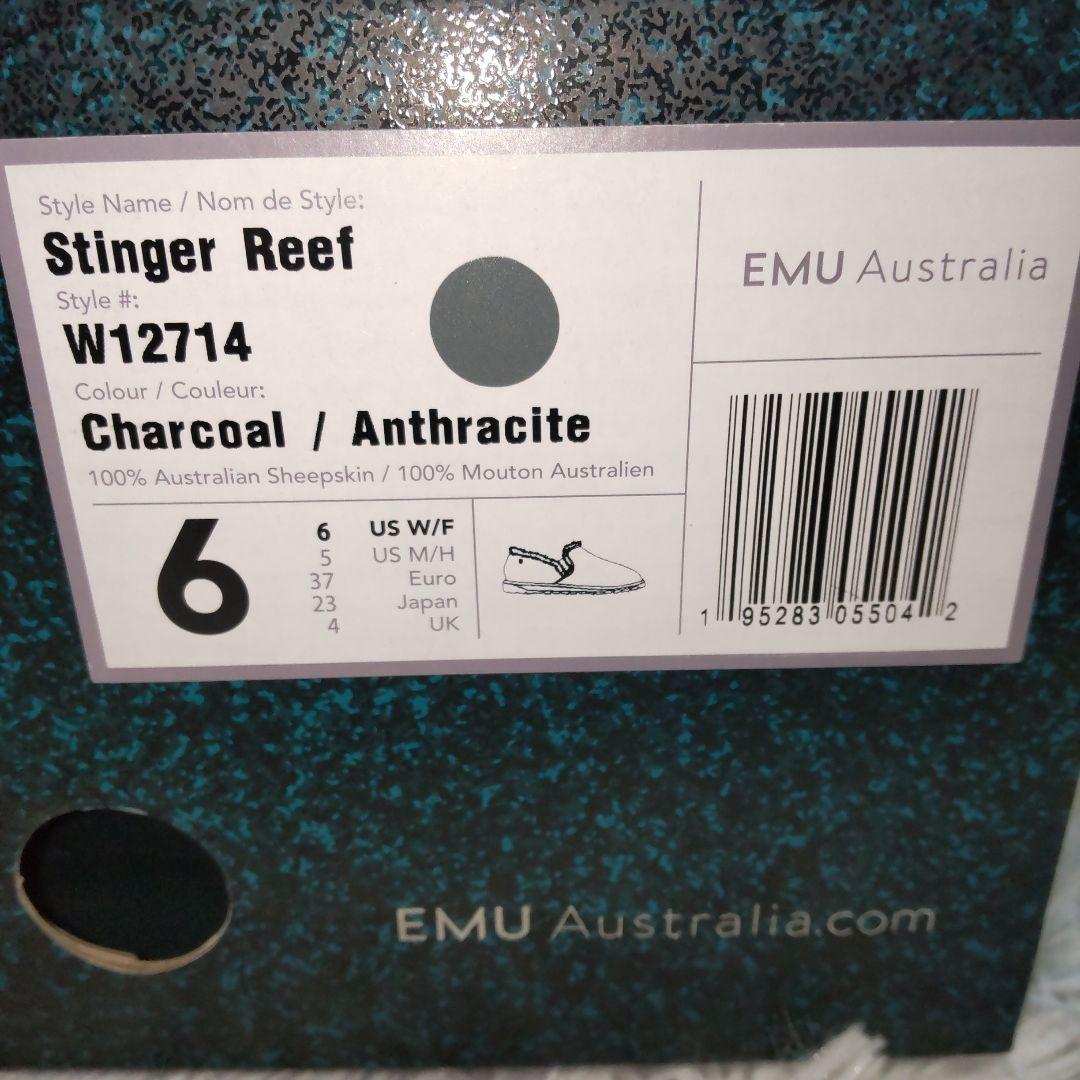 Style Name / Nom de Style:
Stinger Reef
Style #:
W12714
Colour / Couleur:
Charcoal / Anthracite
100% Australian Sheepskin / 100% Mouton Australien
6
6 US W/F
5 US M/H
37 Euro
23 Japan
4 UK
EMU Australia
1 95283 05504 2
EMU Australia.com